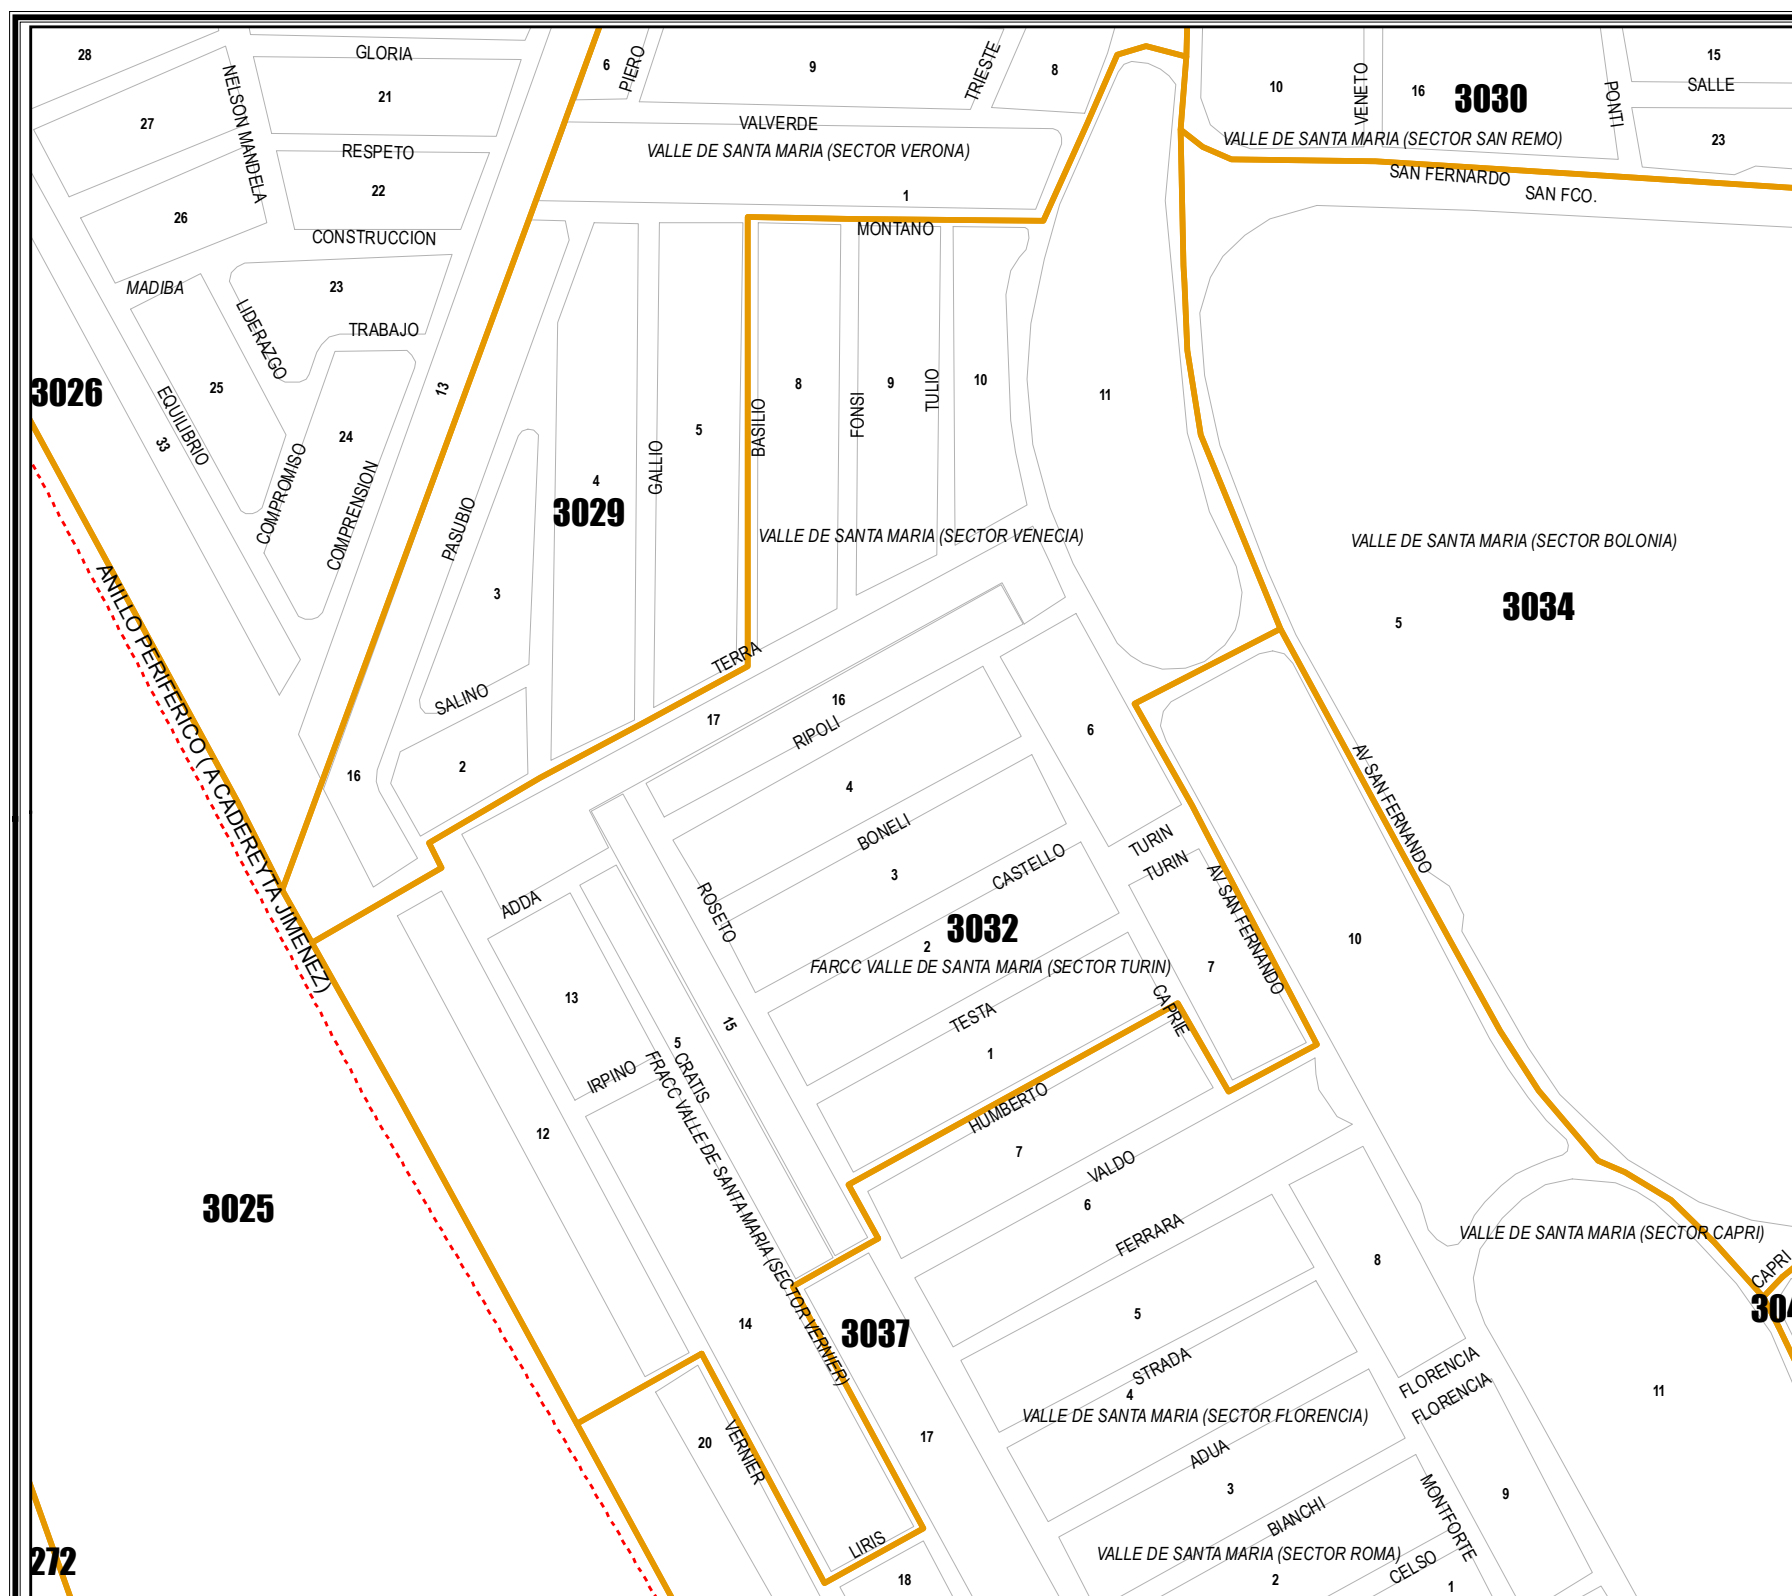 28
GLORIA
6
PIERO
9
TRIESTE
8
10
VENETO
16
3030
PONTI
15
SALLE
27
NELSON MANDELA
21
VALVERDE
VALLE DE SANTA MARIA (SECTOR SAN REMO)
23
RESPETO
VALLE DE SANTA MARIA (SECTOR VERONA)
22
1
SAN FERNARDO
SAN FCO.
26
CONSTRUCCION
MONTANO
MADIBA
23
LIDERAZGO
TRABAJO
3026
25
EQUILIBRIO
33
13
24
COMPROMISO
COMPRENSION
PASUBIO
4
3029
GALLIO
5
BASILIO
8
FONSI
9
TULIO
10
11
VALLE DE SANTA MARIA (SECTOR VENECIA)
VALLE DE SANTA MARIA (SECTOR BOLONIA)
3034
5
3
ANILLO PERIFERICO ( A CADEREYTA JIMENEZ)
SALINO
TERRA
16
17
RIPOLI
6
2
16
4
AV SAN FERNANDO
BONELI
TURIN
TURIN
3
CASTELLO
ROSETO
ADDA
AV SAN FERNANDO
3032
2
10
FARCC VALLE DE SANTA MARIA (SECTOR TURIN)
7
13
CAPRIE
15
TESTA
5
1
CRATIS
IRPINO
FRACC VALLE DE SANTA MARIA (SECTOR VERNIER)
HUMBERTO
12
7
VALDO
3025
6
FERRARA
VALLE DE SANTA MARIA (SECTOR CAPRI)
8
CAPRI
304
14
3037
5
STRADA
FLORENCIA
FLORENCIA
4
11
VALLE DE SANTA MARIA (SECTOR FLORENCIA)
20
VERNIER
17
ADUA
3
MONTFORTE
9
BIANCHI
LIRIS
VALLE DE SANTA MARIA (SECTOR ROMA)
CELSO
272
18
2
1